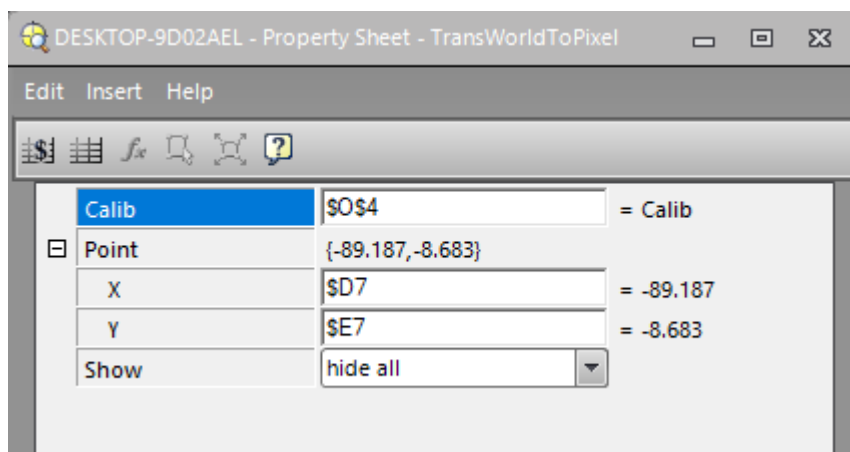 DESKTOP-9D02AEL - Property Sheet - TransWorldToPixel
Edit Insert Help
$ fx ?
Calib $O$4 = Calib
Point {-89.187,-8.683}
X $D7 = -89.187
Y $E7 = -8.683
Show hide all